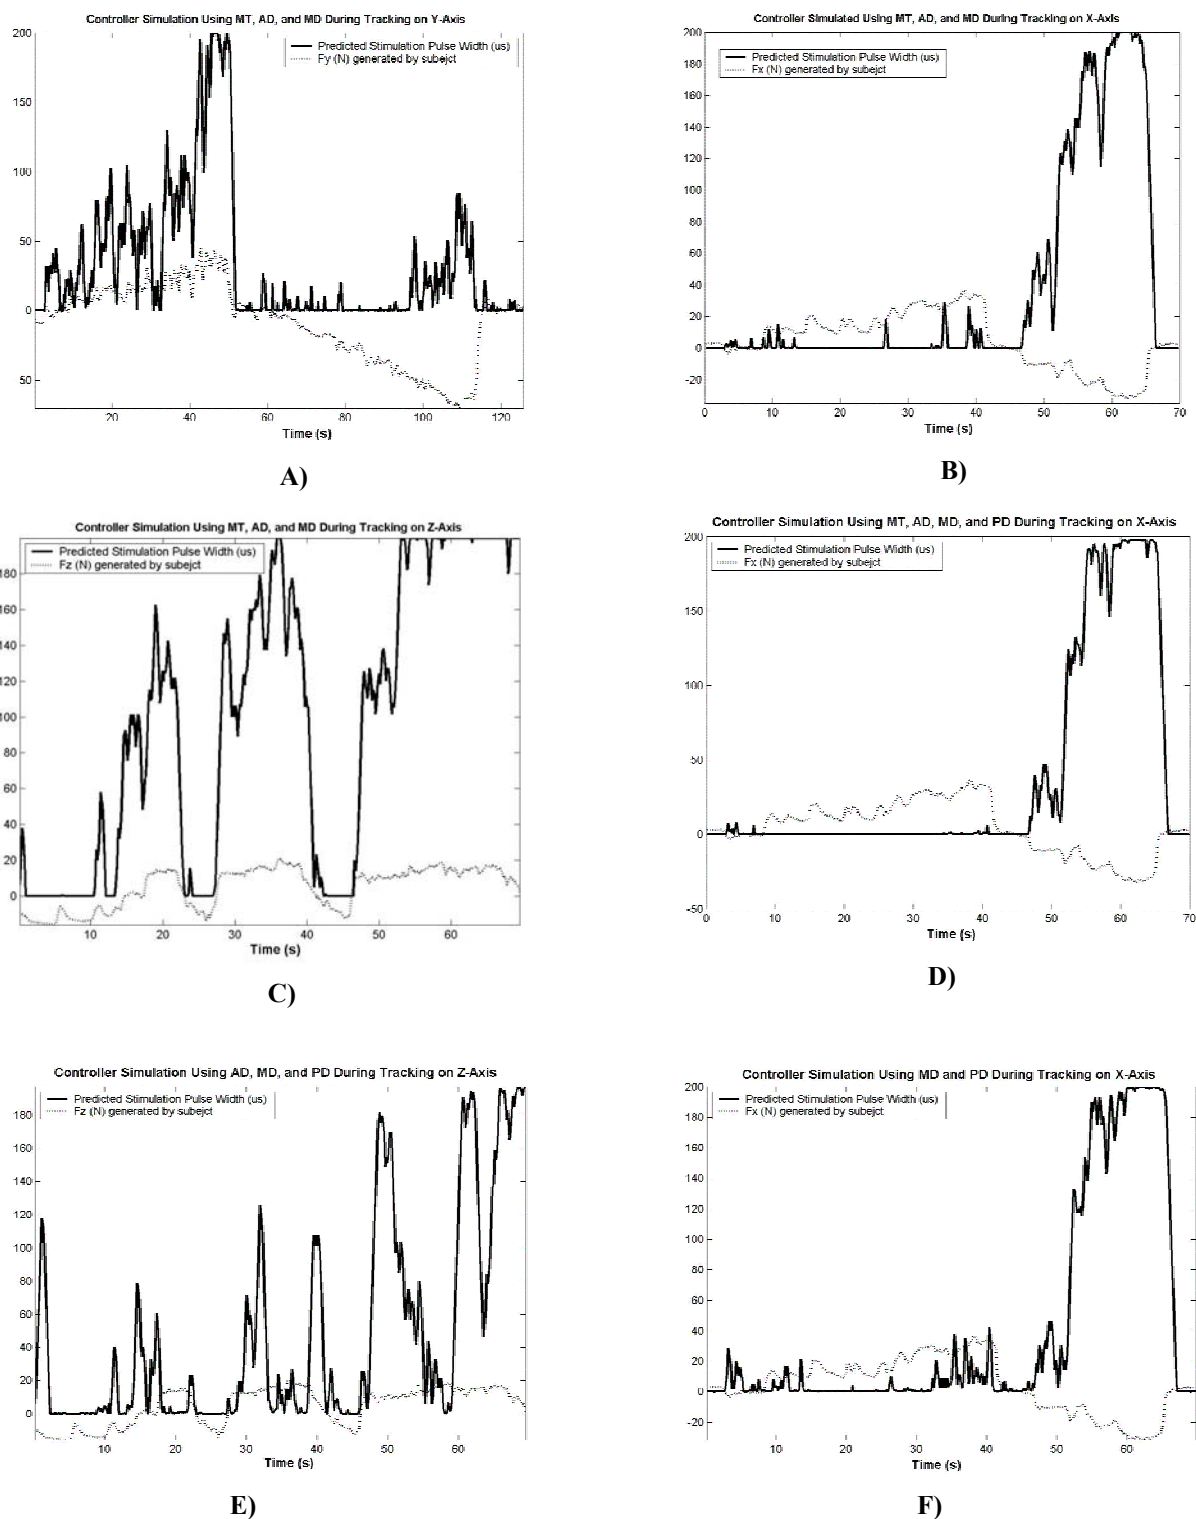 Controller Simulation Using MT, AD, and MD During Tracking on Y-Axis
200
150
100
50
0
50
Predicted Stimulation Pulse Width (us)
Fy (N) generated by subejct
20 40 60 80 100 120
Time (s)
A)
Controller Simulated Using MT, AD, and MD During Tracking on X-Axis
200
180
160
140
120
100
80
60
40
20
0
-20
Predicted Stimulation Pulse Width (us)
Fx (N) generated by subejct
0 10 20 30 40 50 60 70
Time (s)
B)
Controller Simulation Using MT, AD, and MD During Tracking on Z-Axis
180
160
140
120
100
80
60
40
20
0
Predicted Stimulation Pulse Width (us)
Fz (N) generated by subejct
10 20 30 40 50 60
Time (s)
C)
Controller Simulation Using MT, AD, MD, and PD During Tracking on X-Axis
200
150
100
50
0
-50
Predicted Stimulation Pulse Width (us)
Fx (N) generated by subejct
0 10 20 30 40 50 60 70
Time (s)
D)
Controller Simulation Using AD, MD, and PD During Tracking on Z-Axis
180
160
140
120
100
80
60
40
20
0
Predicted Stimulation Pulse Width (us)
Fz (N) generated by subejct
10 20 30 40 50 60
Time (s)
E)
Controller Simulation Using MD and PD During Tracking on X-Axis
200
180
160
140
120
100
80
60
40
20
0
-20
Predicted Stimulation Pulse Width (us)
Fx (N) generated by subejct
10 20 30 40 50 60
Time (s)
F)